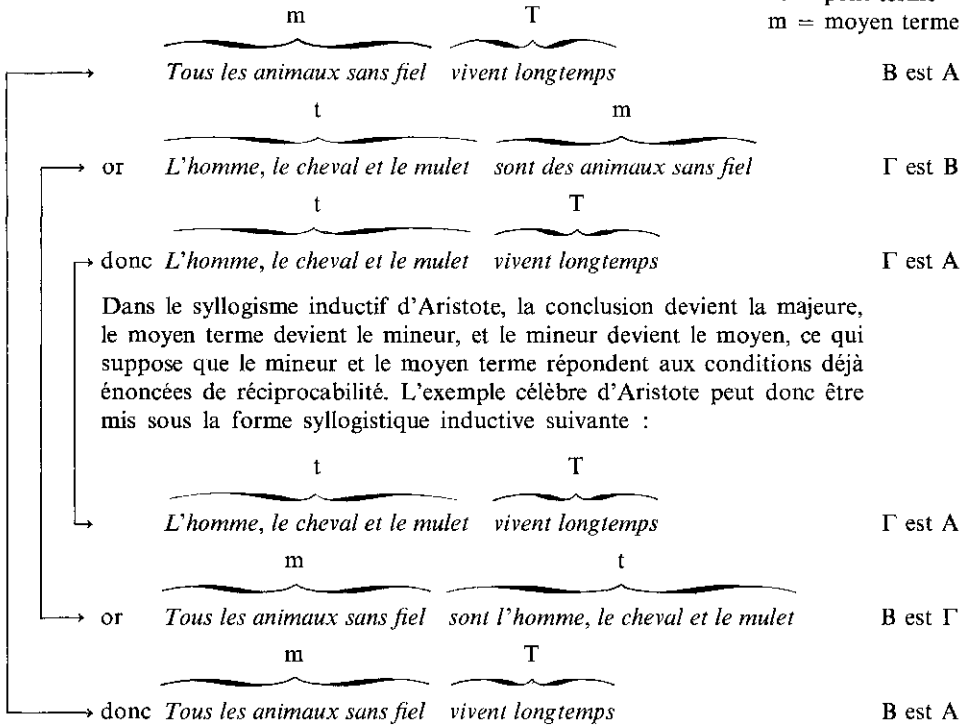 m T
m = moyen terme
Tous les animaux sans fiel vivent longtemps B est A
t m
or L'homme, le cheval et le mulet sont des animaux sans fiel Γ est B
t T
donc L'homme, le cheval et le mulet vivent longtemps Γ est A
Dans le syllogisme inductif d'Aristote, la conclusion devient la majeure,
le moyen terme devient le mineur, et le mineur devient le moyen, ce qui
suppose que le mineur et le moyen terme répondent aux conditions déjà
énoncées de réciprocabilité. L'exemple célèbre d'Aristote peut donc être
mis sous la forme syllogistique inductive suivante :
t T
L'homme, le cheval et le mulet vivent longtemps Γ est A
m t
or Tous les animaux sans fiel sont l'homme, le cheval et le mulet B est Γ
m T
donc Tous les animaux sans fiel vivent longtemps B est A